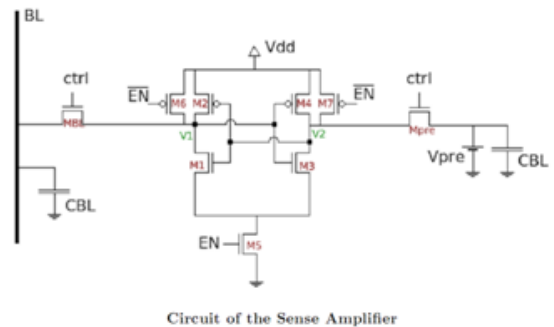 BL
Vdd
ctrl
ctrl
EN
M6
M2
M4
M7
EN
MBL
V1
V2
Mpre
M1
M3
Vpre
CBL
CBL
EN
M5
Circuit of the Sense Amplifier